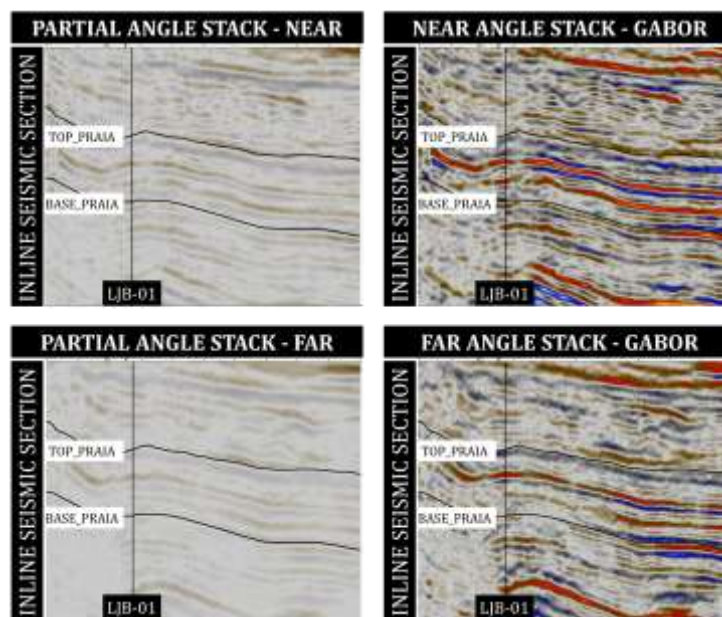 PARTIAL ANGLE STACK - NEAR
INLINE SEISMIC SECTION
TOP_PRAIA
BASE_PRAIA
LJB-01
NEAR ANGLE STACK - GABOR
INLINE SEISMIC SECTION
TOP_PRAIA
BASE_PRAIA
LJB-01
PARTIAL ANGLE STACK - FAR
INLINE SEISMIC SECTION
TOP_PRAIA
BASE_PRAIA
LJB-01
FAR ANGLE STACK - GABOR
INLINE SEISMIC SECTION
TOP_PRAIA
BASE_PRAIA
LJB-01